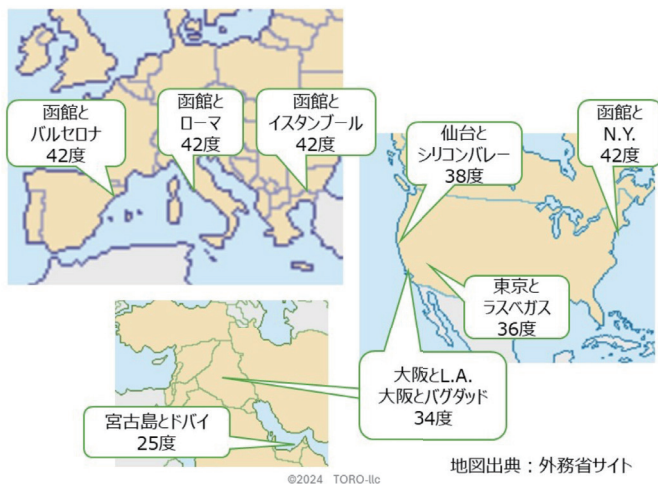 函館と
バルセロナ
42度
函館と
ローマ
42度
函館と
イスタンブール
42度
仙台と
シリコンバレー
38度
函館と
N.Y.
42度
東京と
ラスベガス
36度
大阪とL.A.
大阪とバグダッド
34度
宮古島とドバイ
25度
地図出典：外務省サイト
©2024 TORO-llc